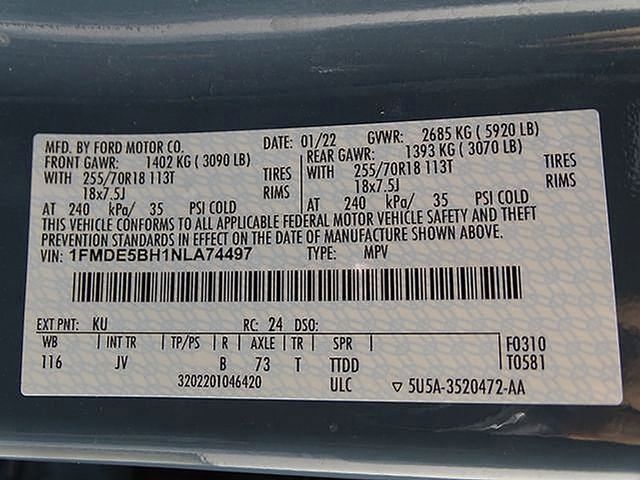 MFD. BY FORD MOTOR CO. DATE: 01/22 GVWR: 2685 KG ( 5920 LB)
FRONT GAWR: 1402 KG ( 3090 LB) REAR GAWR: 1393 KG ( 3070 LB)
WITH 255/70R18 113T TIRES WITH 255/70R18 113T TIRES
18x7.5J RIMS 18x7.5J RIMS
AT 240 kPa/ 35 PSI COLD AT 240 kPa/ 35 PSI COLD
THIS VEHICLE CONFORMS TO ALL APPLICABLE FEDERAL MOTOR VEHICLE SAFETY AND THEFT
PREVENTION STANDARDS IN EFFECT ON THE DATE OF MANUFACTURE SHOWN ABOVE.
VIN: 1FMDE5BH1NLA74497 TYPE: MPV
EXT PNT: KU RC: 24 DSO:
WB | INT TR | TP/PS | R | AXLE | TR | SPR | F0310
116 JV B 73 T TTDD T0581
3202201046420 ULC ▽ 5U5A-3520472-AA